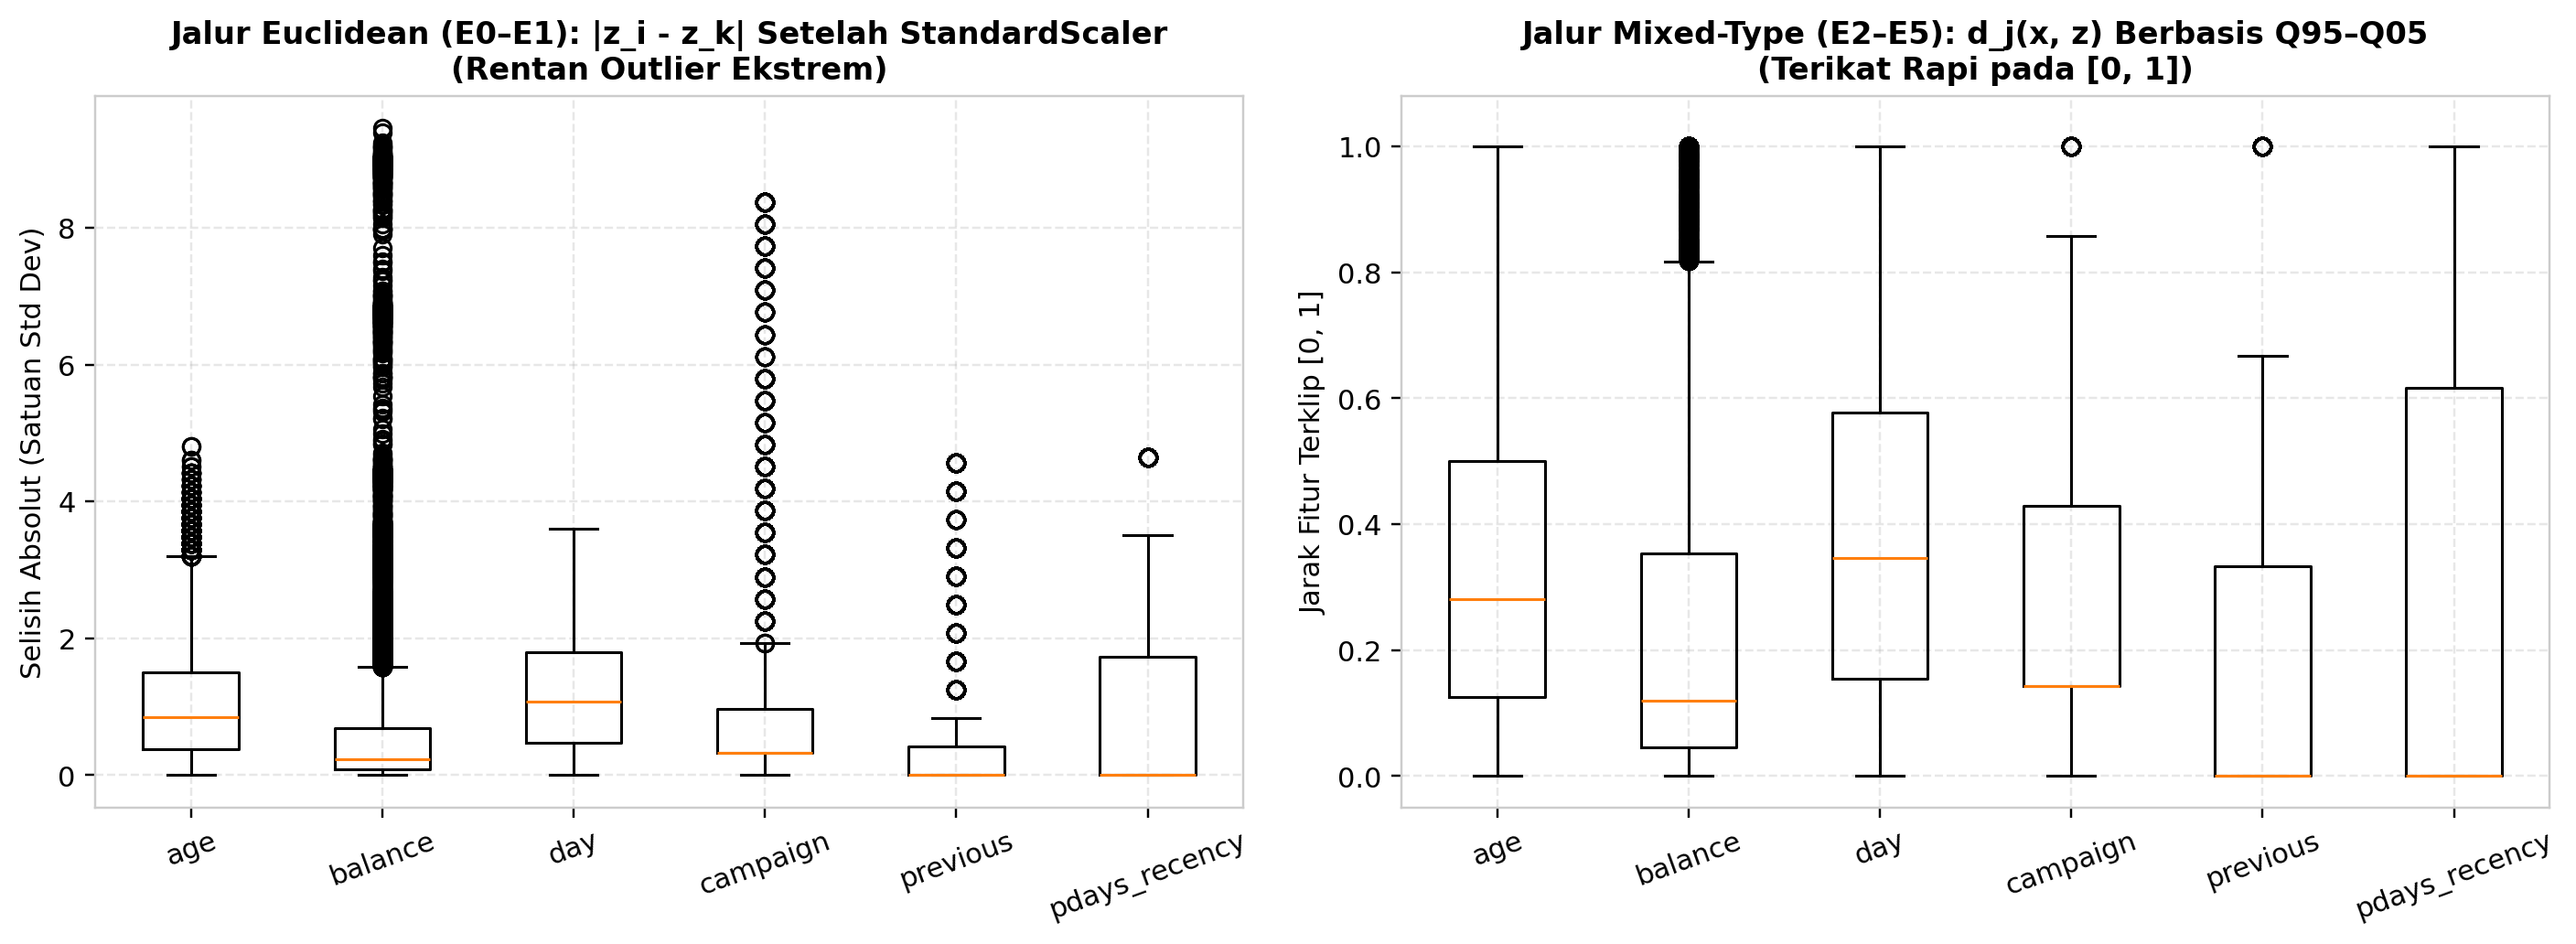 Jalur Euclidean (E0–E1): |z_i - z_k| Setelah StandardScaler
(Rentan Outlier Ekstrem)
Selisih Absolut (Satuan Std Dev)
8
6
4
2
0
age
balance
day
campaign
previous
pdays_recency
Jalur Mixed-Type (E2–E5): d_j(x, z) Berbasis Q95–Q05
(Terikat Rapi pada [0, 1])
Jarak Fitur Terklip [0, 1]
1.0
0.8
0.6
0.4
0.2
0.0
age
balance
day
campaign
previous
pdays_recency